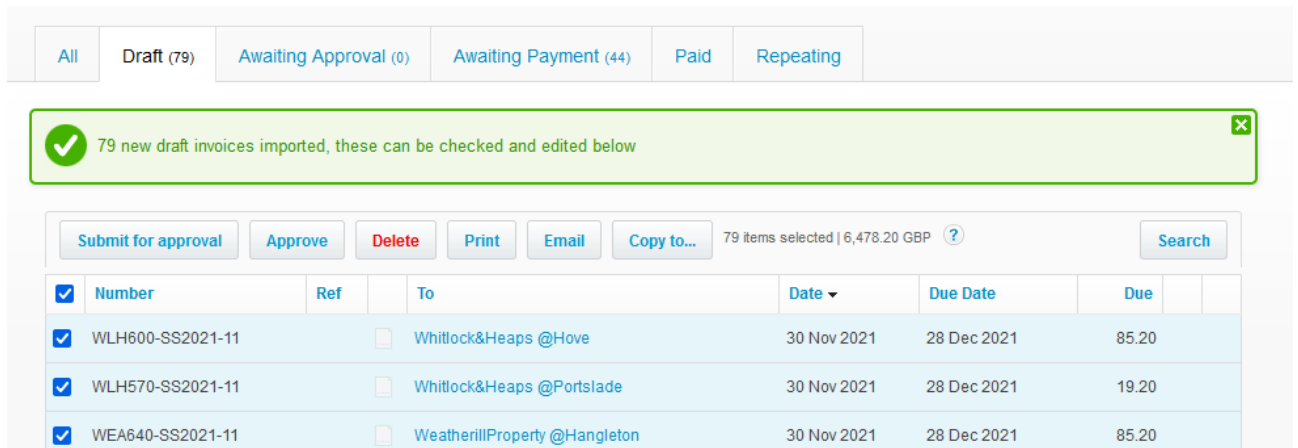 All Draft (79) Awaiting Approval (0) Awaiting Payment (44) Paid Repeating
79 new draft invoices imported, these can be checked and edited below
Submit for approval Approve Delete Print Email Copy to... 79 items selected | 6,478.20 GBP ? Search
Number Ref To Date Due Date Due
WLH600-SS2021-11 Whitlock&Heaps @Hove 30 Nov 2021 28 Dec 2021 85.20
WLH570-SS2021-11 Whitlock&Heaps @Portslade 30 Nov 2021 28 Dec 2021 19.20
WEA640-SS2021-11 WeatherillProperty @Hangleton 30 Nov 2021 28 Dec 2021 85.20